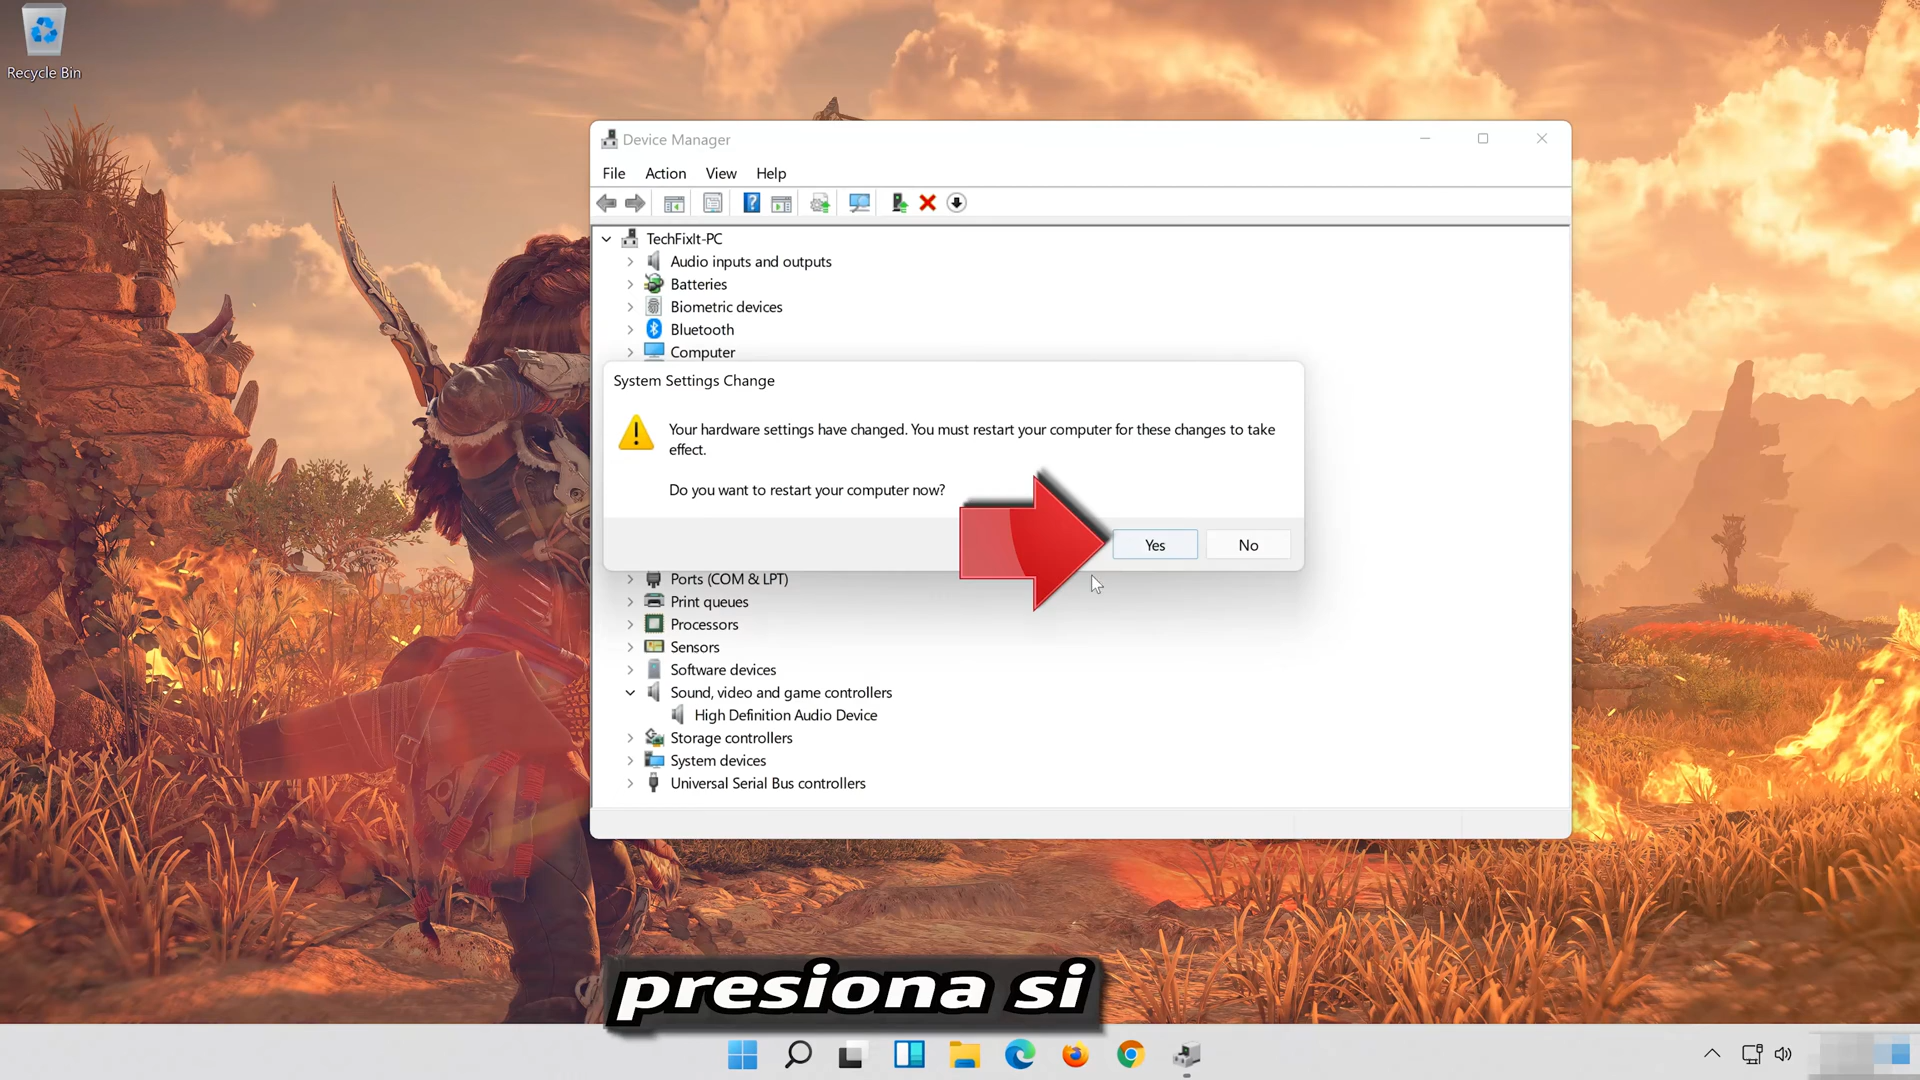 Recycle Bin
Device Manager
File Action View Help
TechFixIt-PC
Audio inputs and outputs
Batteries
Biometric devices
Bluetooth
Computer
System Settings Change
Your hardware settings have changed. You must restart your computer for these changes to take
effect.
Do you want to restart your computer now?
Yes No
Ports (COM & LPT)
Print queues
Processors
Sensors
Software devices
Sound, video and game controllers
High Definition Audio Device
Storage controllers
System devices
Universal Serial Bus controllers
presiona si